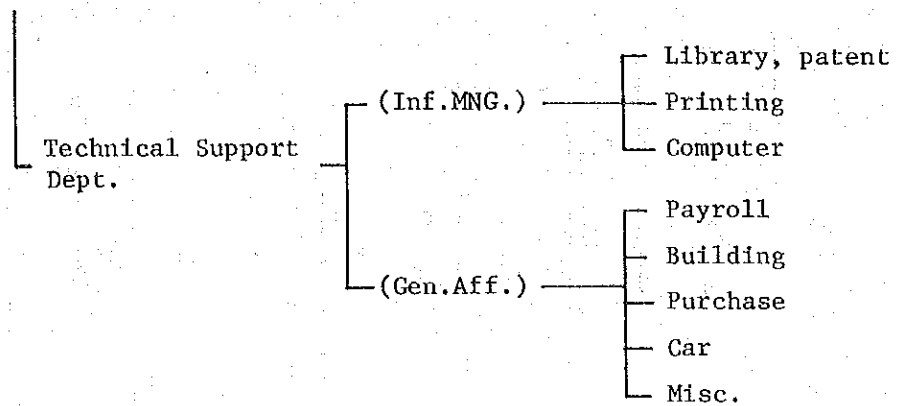 Technical Support
Dept.
(Inf.MNG.)
Library, patent
Printing
Computer
(Gen.Aff.)
Payroll
Building
Purchase
Car
Misc.